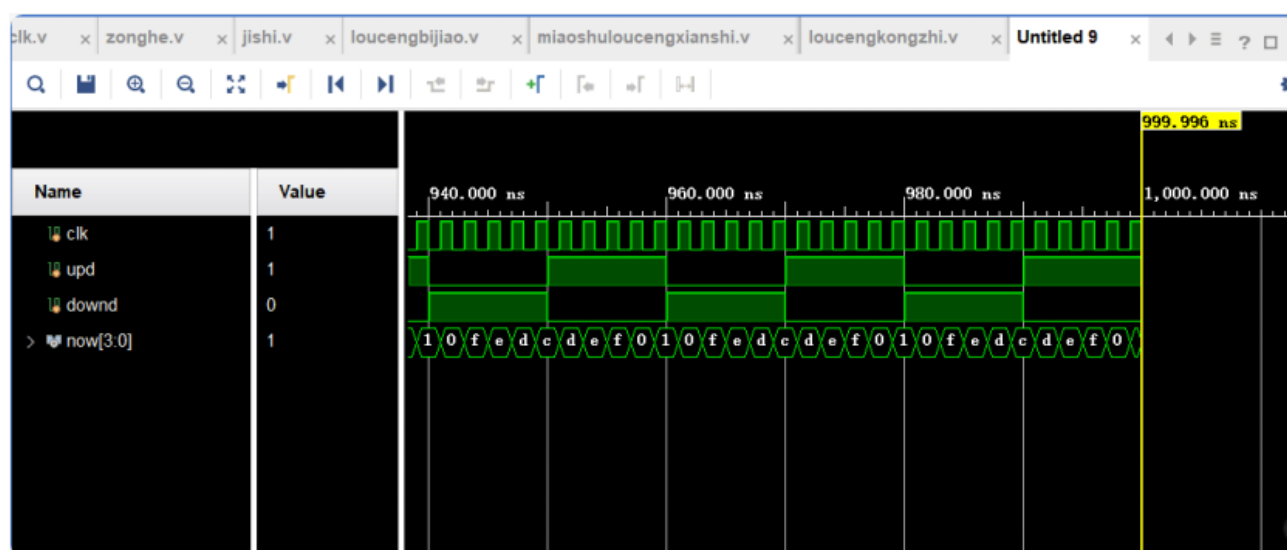 clk.v × zonghe.v × jishi.v × loucengbijiao.v × miaoshuloucengxianshi.v × loucengkongzhi.v × Untitled 9 × ?
999.996 ns
Name Value
940.000 ns 960.000 ns 980.000 ns 1,000.000 ns
clk 1
upd 1
downd 0
now[3:0] 1 1 0 f e d c d e f 0 1 0 f e d c d e f 0 1 0 f e d c d e f 0